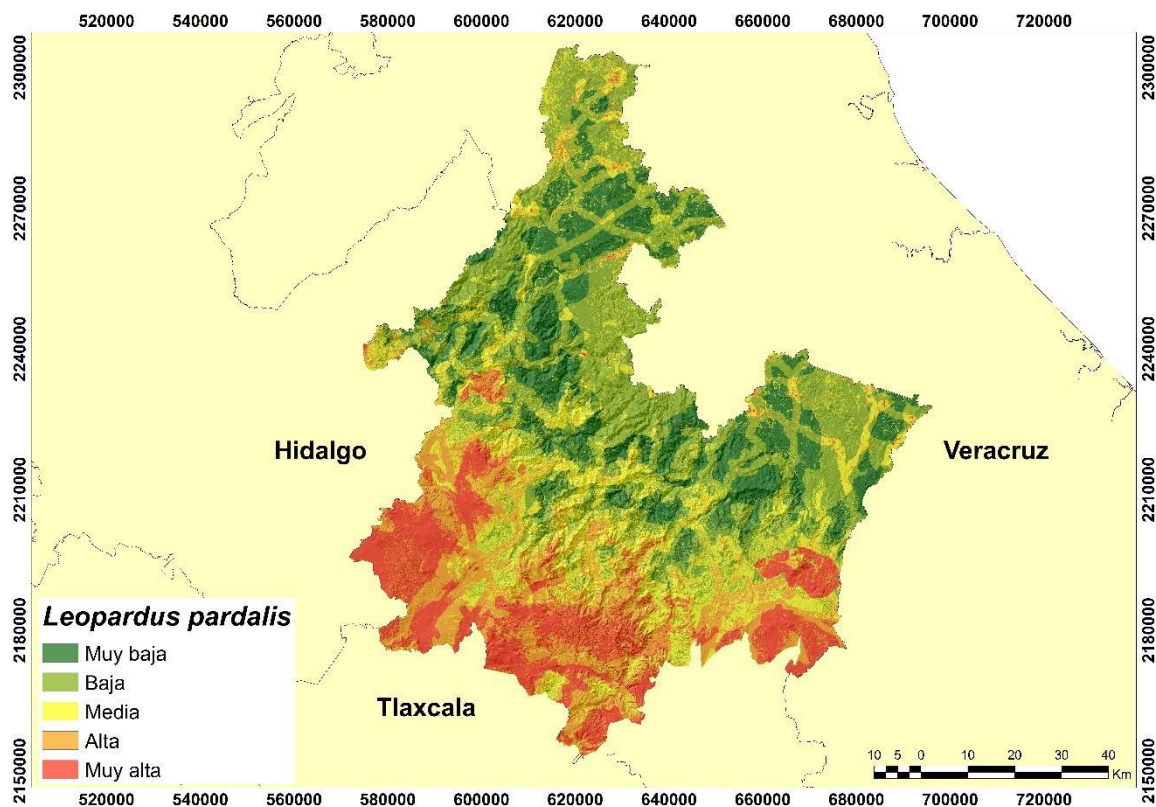 520000 540000 560000 580000 600000 620000 640000 660000 680000 700000 720000
2300000 2300000
2270000 2270000
2240000 2240000
Hidalgo Veracruz
2210000 2210000
2180000 2180000
Leopardus pardalis
Muy baja
Baja
Media
Alta
Muy alta
Tlaxcala
10 5 0 10 20 30 40
Km
2150000 2150000
520000 540000 560000 580000 600000 620000 640000 660000 680000 700000 720000